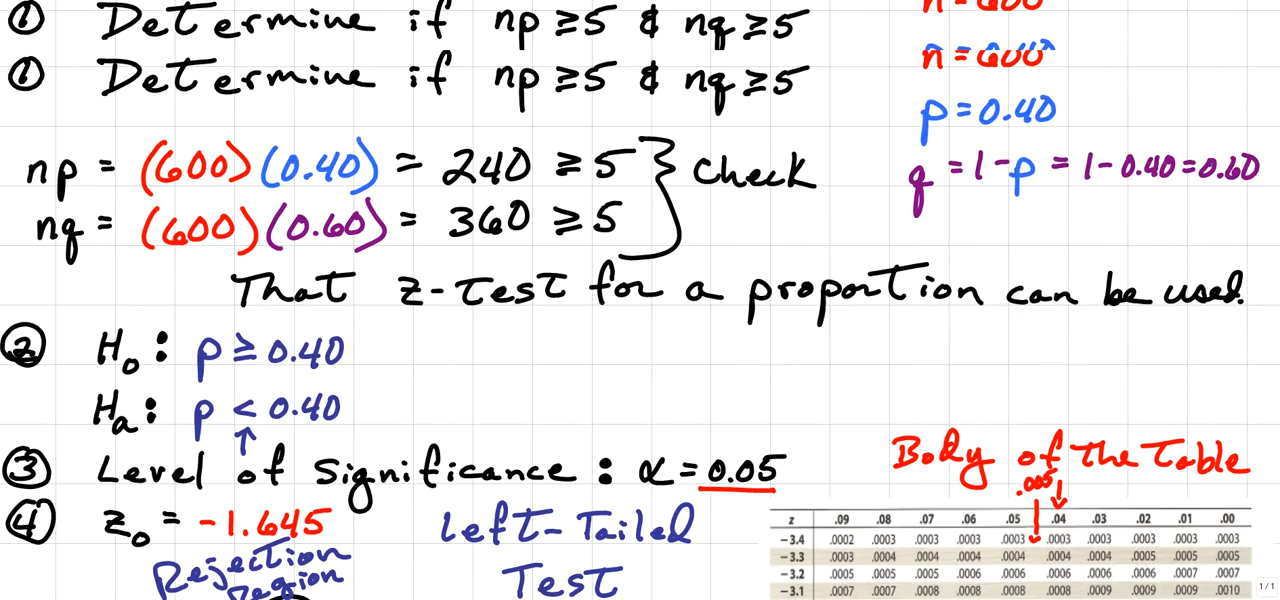 ① Determine if np ≥5 & nq ≥5
n = 600
① Determine if np ≥5 & nq ≥5
n = 600
p = 0.40
np = (600)(0.40) = 240 ≥ 5 } Check
q = 1 - p = 1 - 0.40 = 0.60
nq = (600)(0.60) = 360 ≥ 5
That z-test for a proportion can be used.
② H₀ : p ≥ 0.40
Hₐ : p < 0.40
↑
③ Level of Significance : α = 0.05
Body of the Table
.005 ↓
④ z₀ = -1.645 Left-Tailed
Rejection
Region
Test
z .09 .08 .07 .06 .05 .04 .03 .02 .01 .00
−3.4 .0002 .0003 .0003 .0003 .0003 .0003 .0003 .0003 .0003 .0003
−3.3 .0003 .0004 .0004 .0004 .0004 .0004 .0004 .0005 .0005 .0005
−3.2 .0005 .0005 .0005 .0006 .0006 .0006 .0006 .0006 .0007 .0007
−3.1 .0007 .0007 .0008 .0008 .0008 .0008 .0009 .0009 .0009 .0010
1/1